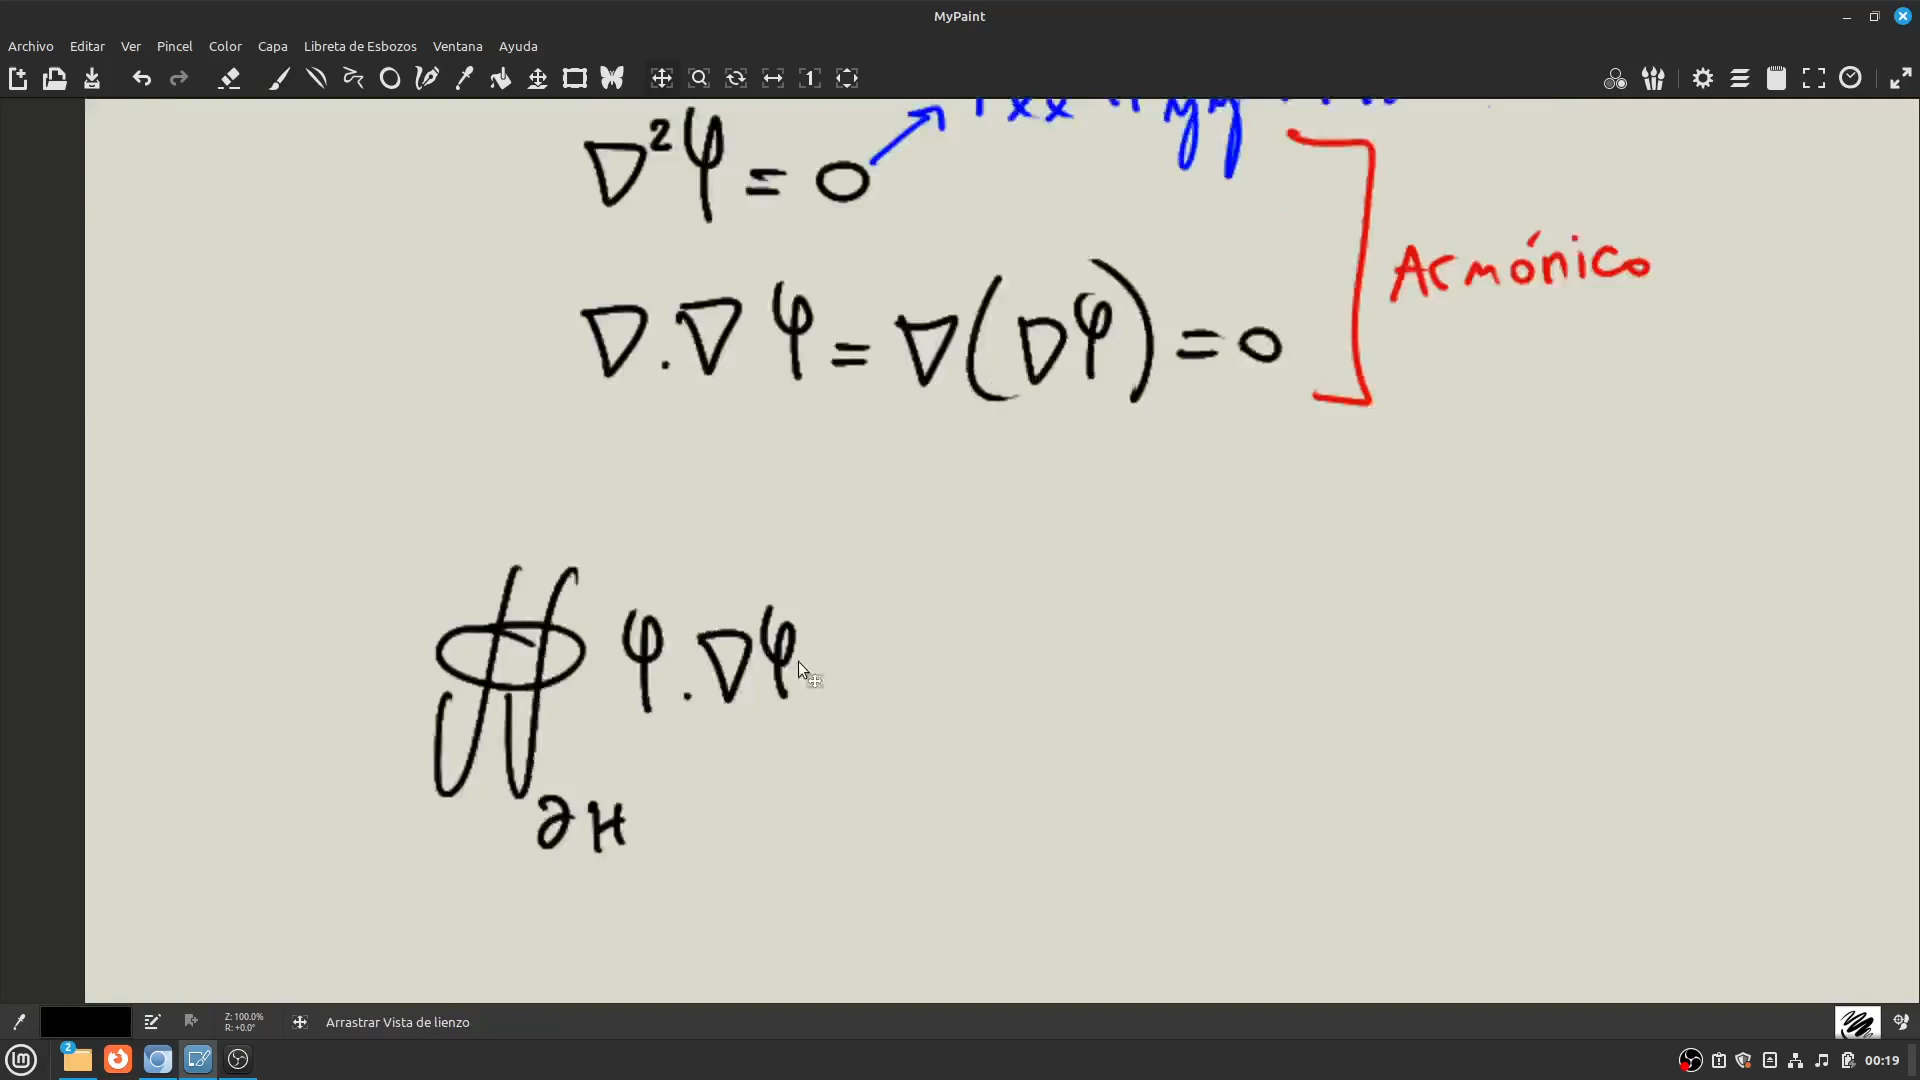 MyPaint
Archivo Editar Ver Pincel Color Capa Libreta de Esbozos Ventana Ayuda
∇²φ = 0
∇.∇φ = ∇(∇φ) = 0
Armónico
∯ φ.∇φ
∂H
Z: 100.0%
R: +0.0°
Arrastrar Vista de lienzo
2
00:19